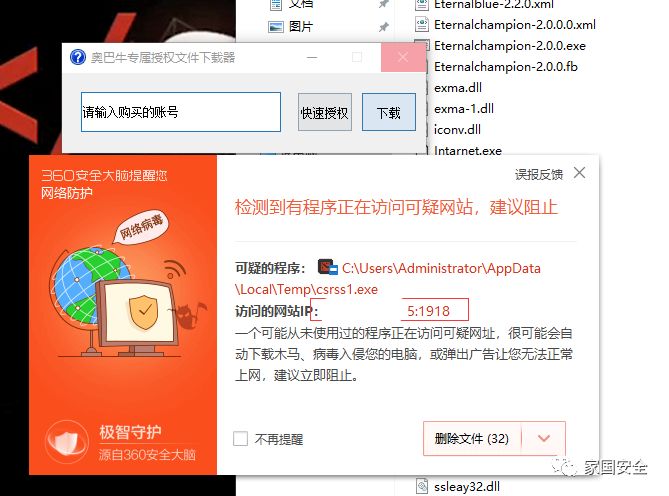 文档
图片
Eternalblue-2.2.0.xml
Eternalchampion-2.0.0.0.xml
Eternalchampion-2.0.0.exe
Eternalchampion-2.0.0.fb
exma.dll
exma-1.dll
iconv.dll
Intarnet.exe
奥巴牛专属授权文件下载器
请输入购买的账号
快速授权
下载
360安全大脑提醒您
网络防护
网络病毒
极智守护
源自360安全大脑
误报反馈
检测到有程序正在访问可疑网站，建议阻止
可疑的程序：
C:\Users\Administrator\AppData
\Local\Temp\csrss1.exe
访问的网站IP：
5:1918
一个可能从未使用过的程序正在访问可疑网址，很可能会自
动下载木马、病毒入侵您的电脑，或弹出广告让您无法正常
上网，建议立即阻止。
不再提醒
删除文件 (32)
家国安全
ssleay32.dll